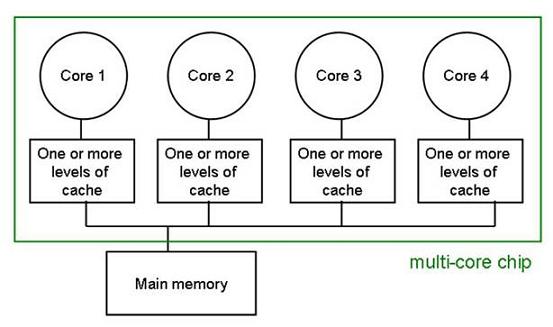 Core 1
Core 2
Core 3
Core 4
One or more
levels of
cache
One or more
levels of
cache
One or more
levels of
cache
One or more
levels of
cache
multi-core chip
Main memory